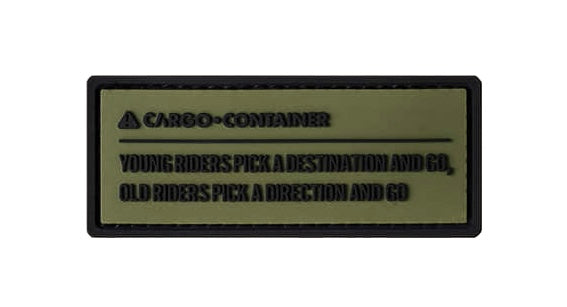 CARGO-CONTAINER
YOUNG RIDERS PICK A DESTINATION AND GO,
OLD RIDERS PICK A DIRECTION AND GO